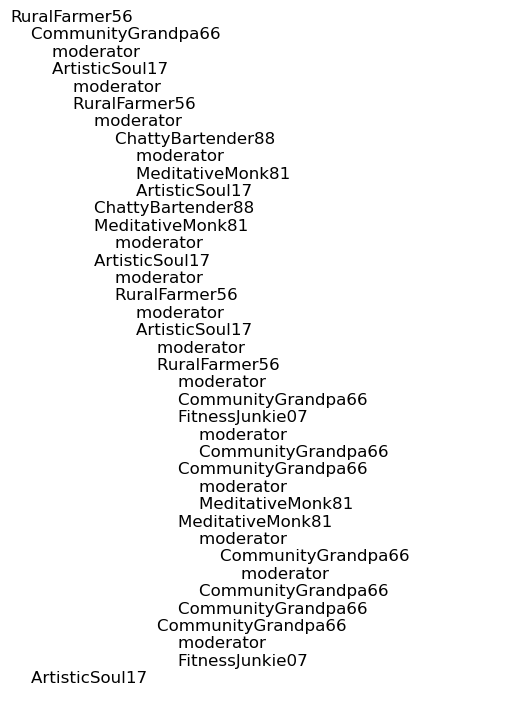 RuralFarmer56
CommunityGrandpa66
moderator
ArtisticSoul17
moderator
RuralFarmer56
moderator
ChattyBartender88
moderator
MeditativeMonk81
ArtisticSoul17
ChattyBartender88
MeditativeMonk81
moderator
ArtisticSoul17
moderator
RuralFarmer56
moderator
ArtisticSoul17
moderator
RuralFarmer56
moderator
CommunityGrandpa66
FitnessJunkie07
moderator
CommunityGrandpa66
CommunityGrandpa66
moderator
MeditativeMonk81
MeditativeMonk81
moderator
CommunityGrandpa66
moderator
CommunityGrandpa66
CommunityGrandpa66
CommunityGrandpa66
moderator
FitnessJunkie07
ArtisticSoul17